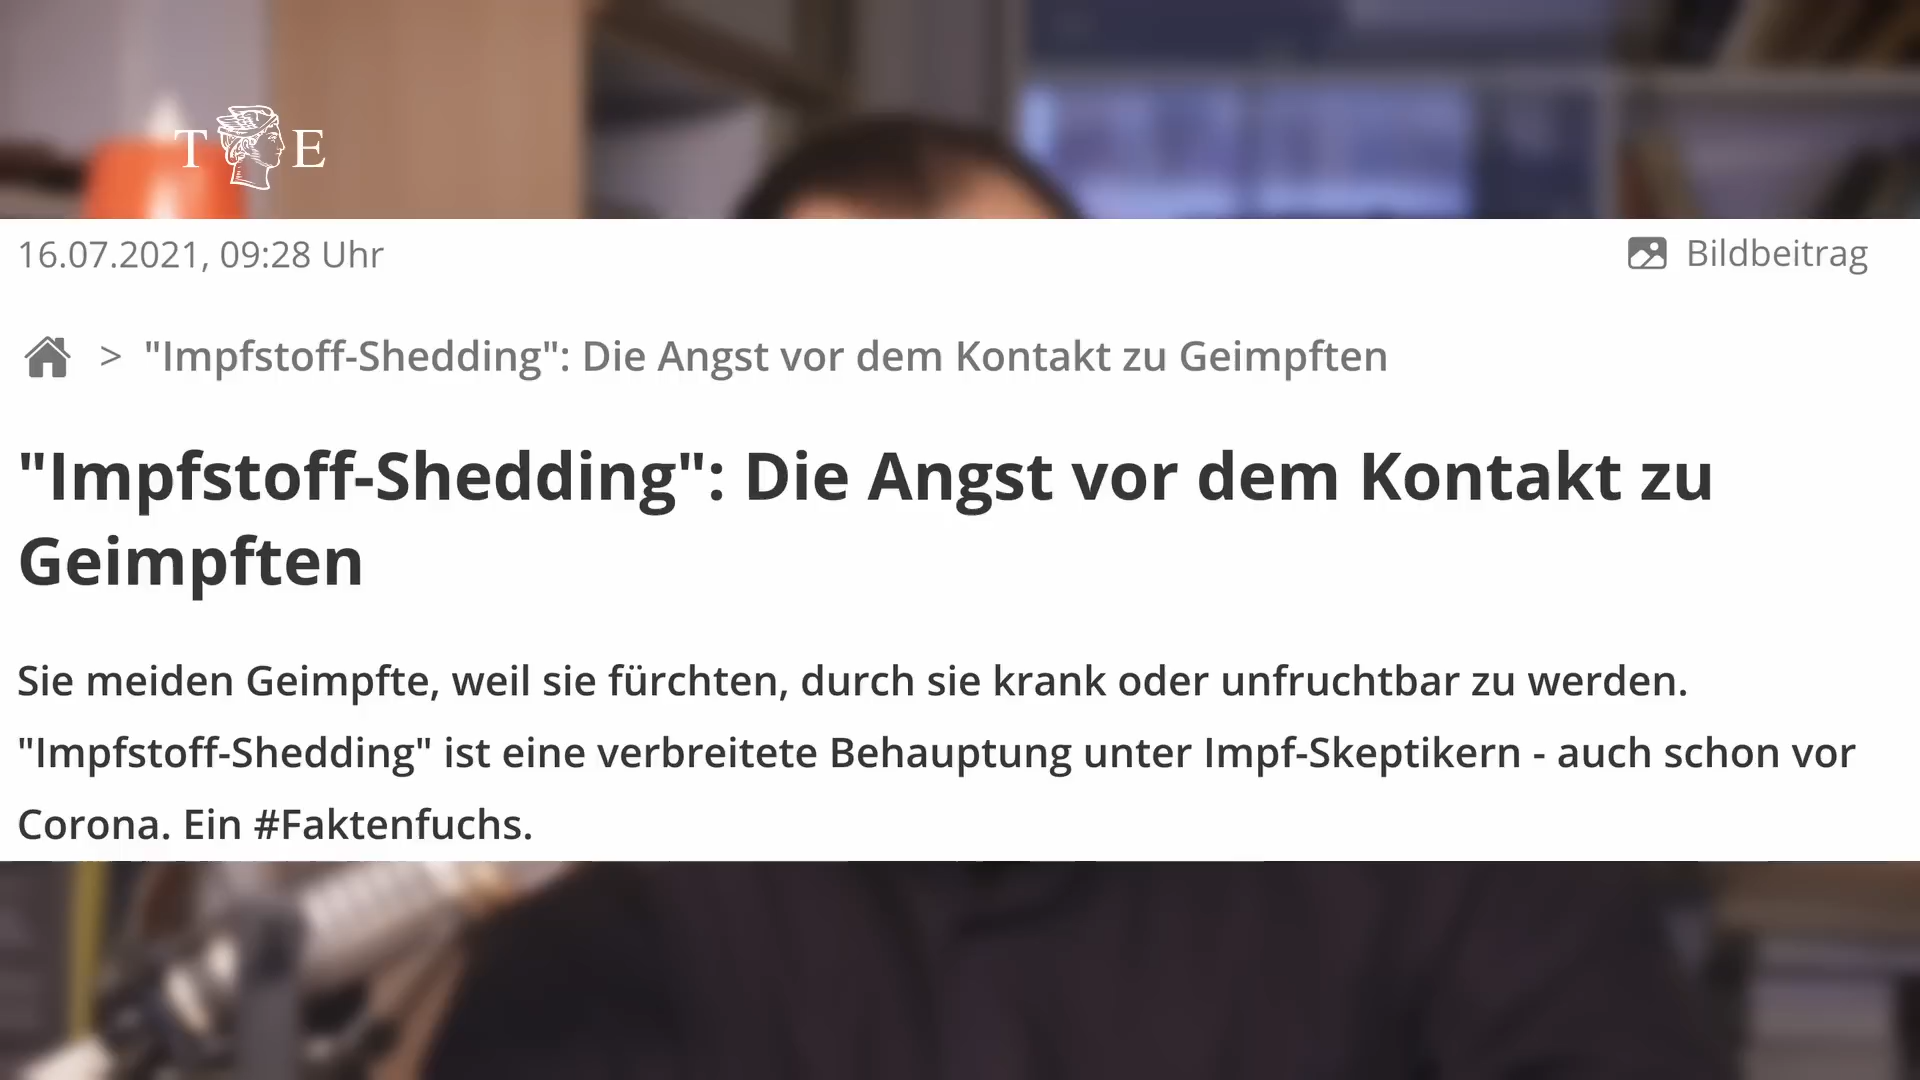 T E
16.07.2021, 09:28 Uhr
Bildbeitrag
> "Impfstoff-Shedding": Die Angst vor dem Kontakt zu Geimpften
"Impfstoff-Shedding": Die Angst vor dem Kontakt zu
Geimpften
Sie meiden Geimpfte, weil sie fürchten, durch sie krank oder unfruchtbar zu werden.
"Impfstoff-Shedding" ist eine verbreitete Behauptung unter Impf-Skeptikern - auch schon vor
Corona. Ein #Faktenfuchs.